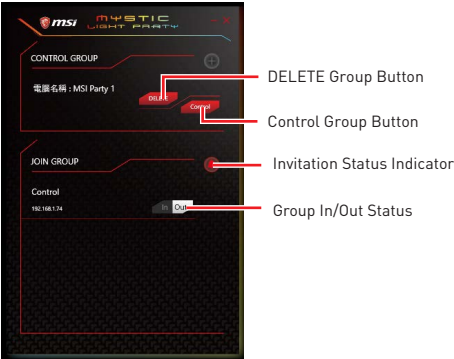 msi MYSTIC LIGHT PARTY
CONTROL GROUP
電腦名稱 : MSI Party 1
DELETE
Control
JOIN GROUP
Control
192.168.1.74
In Out
DELETE Group Button
Control Group Button
Invitation Status Indicator
Group In/Out Status